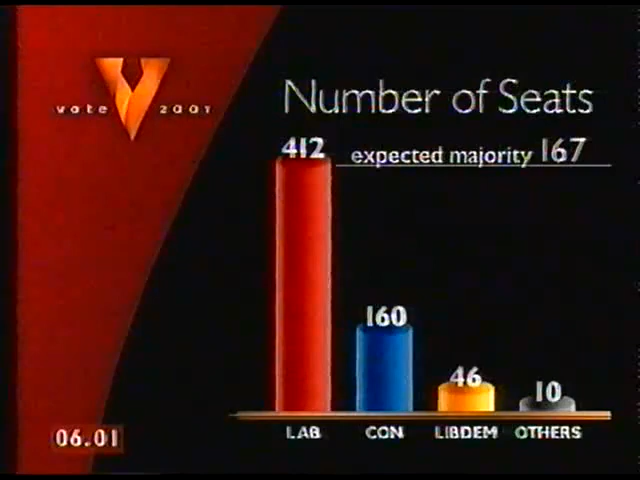 vote 2001
Number of Seats
412
expected majority 167
160
46
10
LAB CON LIBDEM OTHERS
06.01